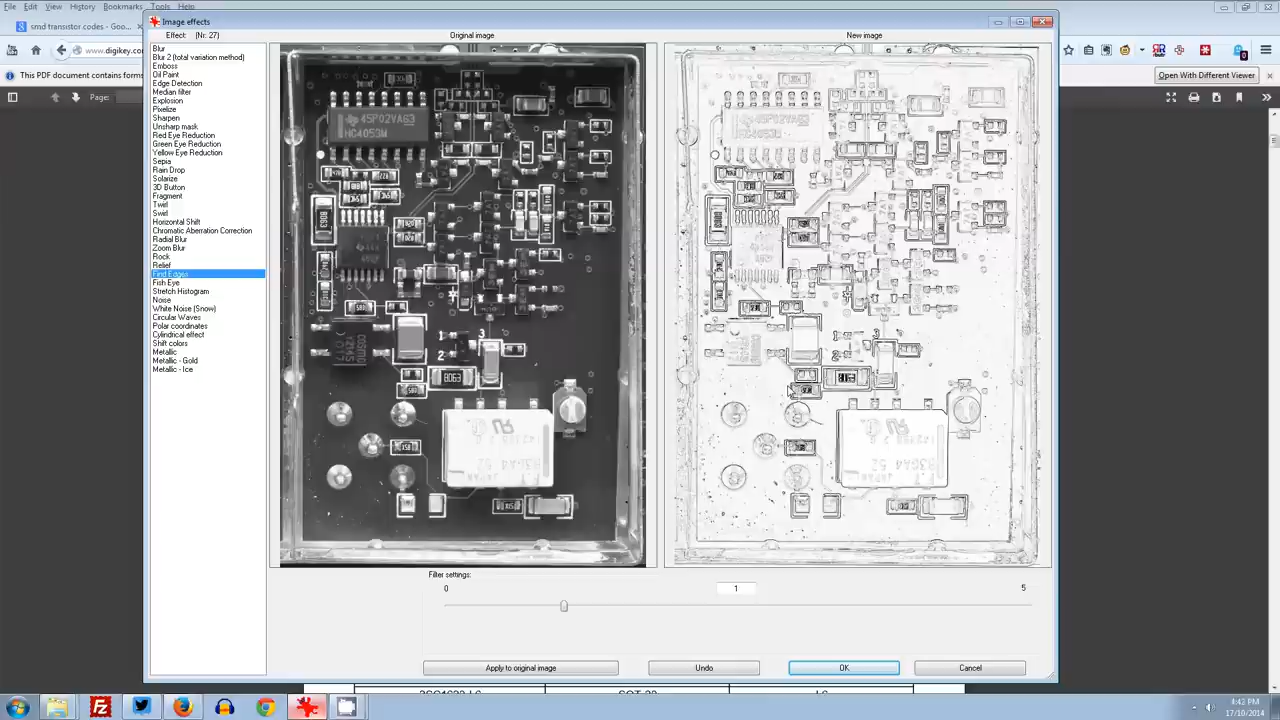 File Edit View History Bookmarks Tools Help
smd transistor codes - Goo...
www.digikey.co
This PDF document contains forms
Open With Different Viewer
Page:
Image effects
Effect: (Nr: 27)
Original image
New image
Blur
Blur 2 (total variation method)
Emboss
Oil Paint
Edge Detection
Median filter
Explosion
Pixelize
Sharpen
Unsharp mask
Red Eye Reduction
Green Eye Reduction
Yellow Eye Reduction
Sepia
Rain Drop
Solarize
3D Button
Fragment
Twirl
Swirl
Horizontal Shift
Chromatic Aberration Correction
Radial Blur
Zoom Blur
Rock
Relief
Find Edges
Fish Eye
Stretch Histogram
Noise
White Noise (Snow)
Circular Waves
Polar coordinates
Cylindrical effect
Shift colors
Metallic
Metallic - Gold
Metallic - Ice
45P02VAG3
HC4053M
1
2
3
JAPAN
Filter settings:
0
1
5
Apply to original image
Undo
OK
Cancel
SOT-23
4:42 PM
17/10/2014